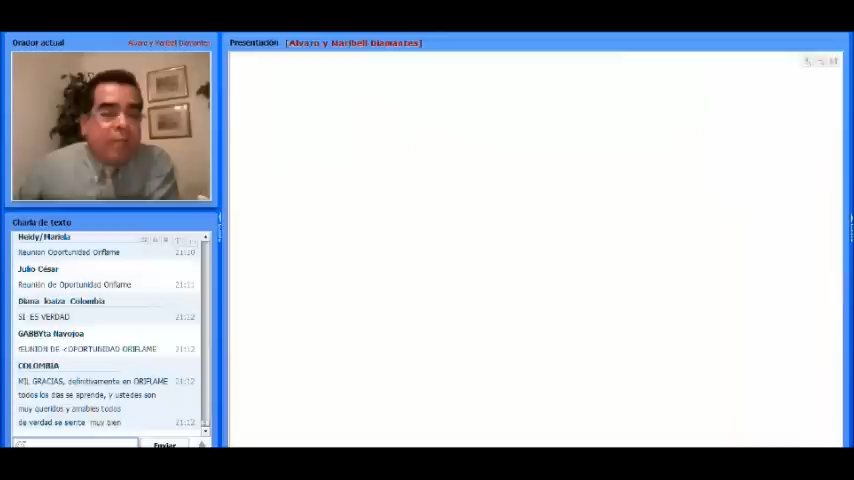 Orador actual
Alvaro y Maribell Diamantes
Presentación [Alvaro y Maribell Diamantes]
Charla de texto
Heidy/Mariela
Reunion Oportunidad Oriflame 21:10
Julio César
Reunión de Oportunidad Oriflame 21:11
Diana loaiza Colombia
SI ES VERDAD 21:12
GABBYta Navojoa
rEUNION DE <OPORTUNIDAD ORIFLAME 21:12
COLOMBIA
MIL GRACIAS, definitivamente en ORIFLAME 21:12
todos los dias se aprende, y ustedes son
muy queridos y amables todos
de verdad se siente muy bien 21:12
Enviar